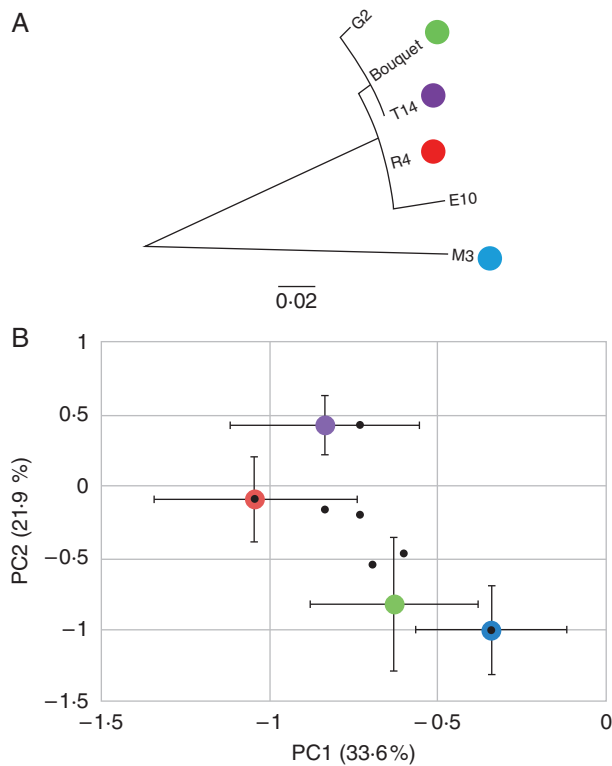 A
G2
Bouquet
T14
R4
E10
M3
0·02
B
1
0·5
0
−0·5
−1
−1·5
PC2 (21·9 %)
−1·5
−1
−0·5
0
PC1 (33·6%)